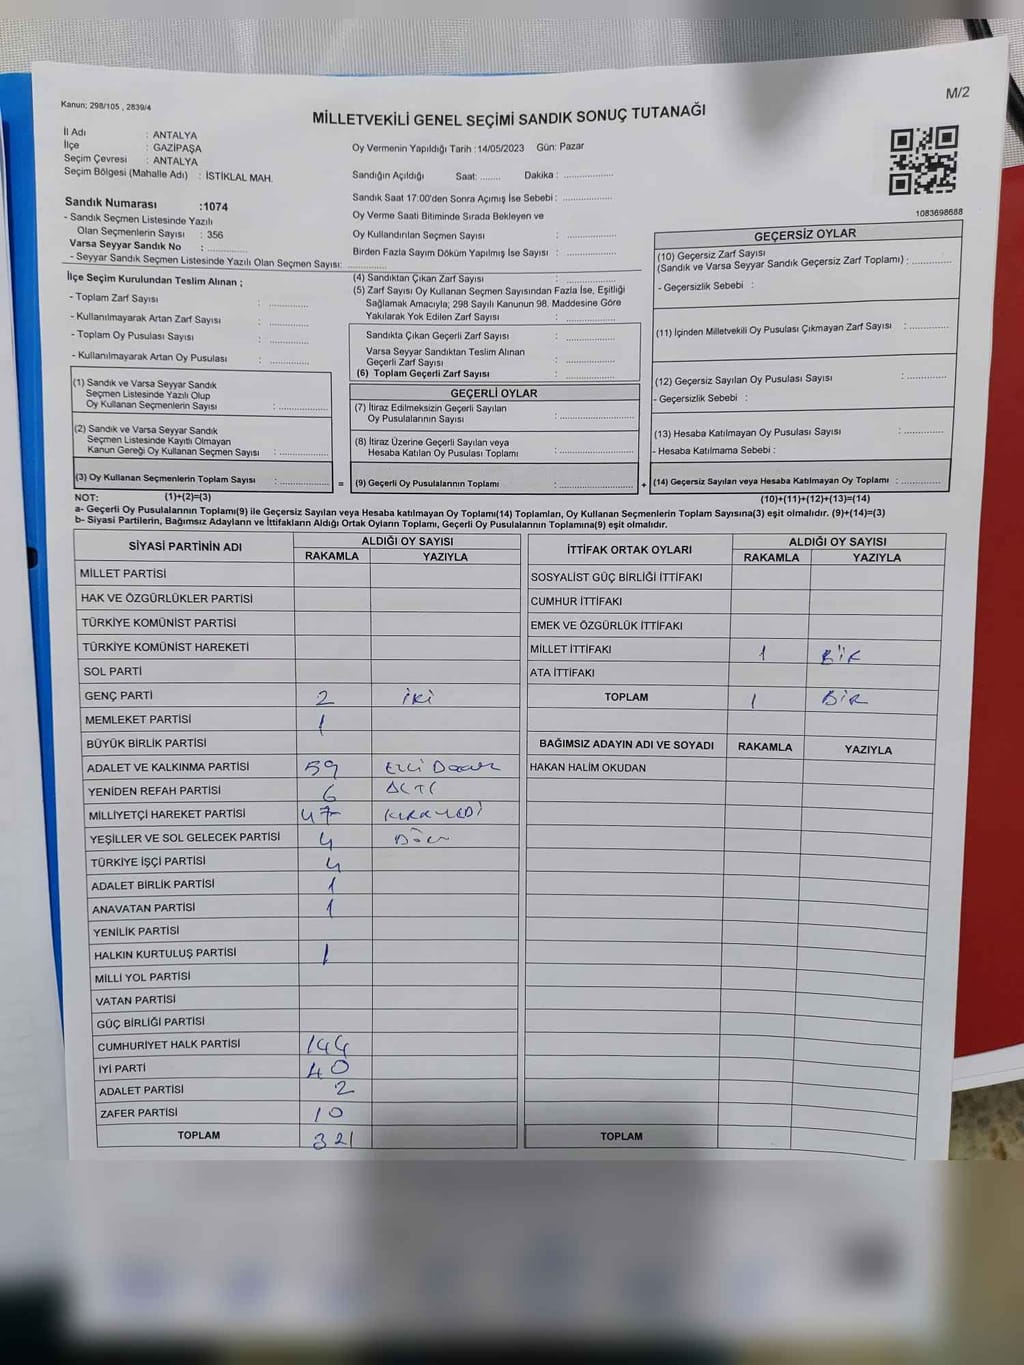 Kanun; 298/105 , 2839/4
M/2
MİLLETVEKİLİ GENEL SEÇİMİ SANDIK SONUÇ TUTANAĞI
İl Adı : ANTALYA
İlçe : GAZİPAŞA
Seçim Çevresi : ANTALYA
Seçim Bölgesi (Mahalle Adı) : İSTİKLAL MAH.
Sandık Numarası :1074
- Sandık Seçmen Listesinde Yazılı
Olan Seçmenlerin Sayısı : 356
Varsa Seyyar Sandık No : ............
- Seyyar Sandık Seçmen Listesinde Yazılı Olan Seçmen Sayısı: ............
Oy Vermenin Yapıldığı Tarih :14/05/2023 Gün: Pazar
Sandığın Açıldığı Saat: ........ Dakika : ...............
Sandık Saat 17:00'den Sonra Açımış İse Sebebi : ...............
Oy Verme Saati Bitiminde Sırada Bekleyen ve
Oy Kullandırılan Seçmen Sayısı : ...............
Birden Fazla Sayım Döküm Yapılmış İse Sayısı : ...............
1083698688
İlçe Seçim Kurulundan Teslim Alınan ;
- Toplam Zarf Sayısı : ............
- Kullanılmayarak Artan Zarf Sayısı : ............
- Toplam Oy Pusulası Sayısı : ............
- Kullanılmayarak Artan Oy Pusulası : ............
(1) Sandık ve Varsa Seyyar Sandık
Seçmen Listesinde Yazılı Olup
Oy Kullanan Seçmenlerin Sayısı : ...............
(2) Sandık ve Varsa Seyyar Sandık
Seçmen Listesinde Kayıtlı Olmayan
Kanun Gereği Oy Kullanan Seçmen Sayısı : ...............
(3) Oy Kullanan Seçmenlerin Toplam Sayısı : ...............
(4) Sandıktan Çıkan Zarf Sayısı : ...............
(5) Zarf Sayısı Oy Kullanan Seçmen Sayısından Fazla İse, Eşitliği
Sağlamak Amacıyla; 298 Sayılı Kanunun 98. Maddesine Göre
Yakılarak Yok Edilen Zarf Sayısı : ...............
Sandıkta Çıkan Geçerli Zarf Sayısı : ...............
Varsa Seyyar Sandıktan Teslim Alınan
Geçerli Zarf Sayısı : ...............
(6) Toplam Geçerli Zarf Sayısı : ...............
GEÇERLİ OYLAR
(7) İtiraz Edilmeksizin Geçerli Sayılan
Oy Pusulalarının Sayısı : ...............
(8) İtiraz Üzerine Geçerli Sayılan veya
Hesaba Katılan Oy Pusulası Toplamı : ...............
= (9) Geçerli Oy Pusulalarının Toplamı : ...............
GEÇERSİZ OYLAR
(10) Geçersiz Zarf Sayısı
(Sandık ve Varsa Seyyar Sandık Geçersiz Zarf Toplamı) : ............
- Geçersizlik Sebebi :
(11) İçinden Milletvekili Oy Pusulası Çıkmayan Zarf Sayısı : ............
(12) Geçersiz Sayılan Oy Pusulası Sayısı : ............
- Geçersizlik Sebebi :
(13) Hesaba Katılmayan Oy Pusulası Sayısı : ............
- Hesaba Katılmama Sebebi :
+ (14) Geçersiz Sayılan veya Hesaba Katılmayan Oy Toplamı : ............
NOT: (1)+(2)=(3) (10)+(11)+(12)+(13)=(14)
a- Geçerli Oy Pusulalarının Toplamı(9) ile Geçersiz Sayılan veya Hesaba katılmayan Oy Toplamı(14) Toplamları, Oy Kullanan Seçmenlerin Toplam Sayısına(3) eşit olmalıdır. (9)+(14)=(3)
b- Siyasi Partilerin, Bağımsız Adayların ve İttifakların Aldığı Ortak Oyların Toplamı, Geçerli Oy Pusulalarının Toplamına(9) eşit olmalıdır.
SİYASİ PARTİNİN ADI ALDIĞI OY SAYISI
RAKAMLA YAZIYLA
MİLLET PARTİSİ
HAK VE ÖZGÜRLÜKLER PARTİSİ
TÜRKİYE KOMÜNİST PARTİSİ
TÜRKİYE KOMÜNİST HAREKETİ
SOL PARTİ
GENÇ PARTİ 2 iki
MEMLEKET PARTİSİ 1
BÜYÜK BİRLİK PARTİSİ
ADALET VE KALKINMA PARTİSİ 59
YENİDEN REFAH PARTİSİ 6 ALTI
MİLLİYETÇİ HAREKET PARTİSİ 47 KIRKYEDİ
YEŞİLLER VE SOL GELECEK PARTİSİ 4 DÖRT
TÜRKİYE İŞÇİ PARTİSİ 4
ADALET BİRLİK PARTİSİ 1
ANAVATAN PARTİSİ 1
YENİLİK PARTİSİ
HALKIN KURTULUŞ PARTİSİ 1
MİLLİ YOL PARTİSİ
VATAN PARTİSİ
GÜÇ BİRLİĞİ PARTİSİ
CUMHURİYET HALK PARTİSİ 144
İYİ PARTİ 40
ADALET PARTİSİ 2
ZAFER PARTİSİ 10
TOPLAM 321
İTTİFAK ORTAK OYLARI ALDIĞI OY SAYISI
RAKAMLA YAZIYLA
SOSYALİST GÜÇ BİRLİĞİ İTTİFAKI
CUMHUR İTTİFAKI
EMEK VE ÖZGÜRLÜK İTTİFAKI
MİLLET İTTİFAKI 1 BİR
ATA İTTİFAKI
TOPLAM 1 BİR
BAĞIMSIZ ADAYIN ADI VE SOYADI RAKAMLA YAZIYLA
HAKAN HALİM OKUDAN
TOPLAM